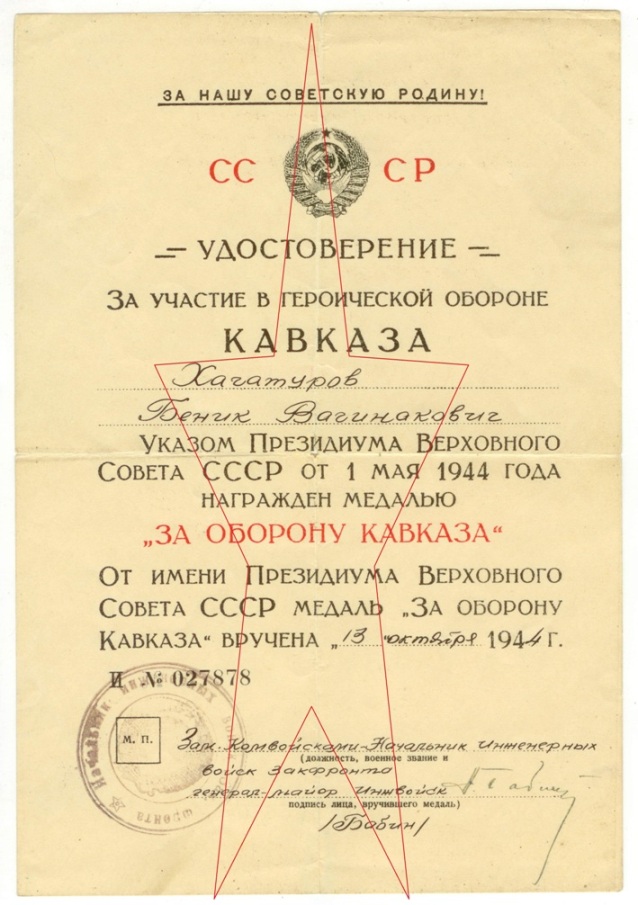 ЗА НАШУ СОВЕТСКУЮ РОДИНУ!
СС СР
УДОСТОВЕРЕНИЕ
ЗА УЧАСТИЕ В ГЕРОИЧЕСКОЙ ОБОРОНЕ
КАВКАЗА
Хачатуров
Беник Вагинакович
УКАЗОМ ПРЕЗИДИУМА ВЕРХОВНОГО
СОВЕТА СССР ОТ 1 МАЯ 1944 ГОДА
НАГРАЖДЕН МЕДАЛЬЮ
„ЗА ОБОРОНУ КАВКАЗА“
ОТ ИМЕНИ ПРЕЗИДИУМА ВЕРХОВНОГО
СОВЕТА СССР МЕДАЛЬ „ЗА ОБОРОНУ
КАВКАЗА“ ВРУЧЕНА „13 “ октября 1944 г.
И № 027878
М. П.
Зам. Комвойсками-Начальник Инженерных
(должность, военное звание и
войск Закфронта
генерал-майор Инжвойск
подпись лица, вручившего медаль)
/Бабин/